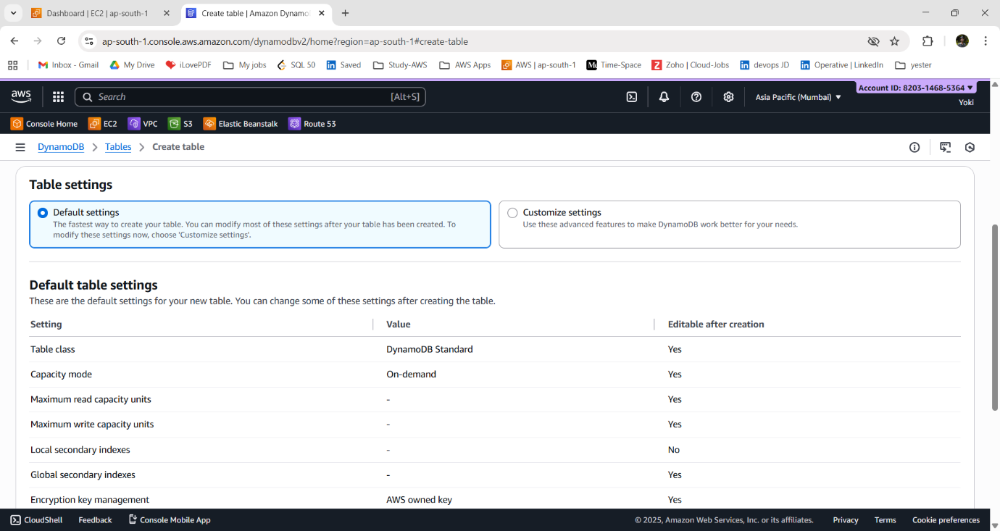 Dashboard | EC2 | ap-south-1
Create table | Amazon Dynamo
ap-south-1.console.aws.amazon.com/dynamodbv2/home?region=ap-south-1#create-table
Inbox - Gmail
My Drive
iLovePDF
My jobs
SQL 50
Saved
Study-AWS
AWS Apps
AWS | ap-south-1
Time-Space
Zoho | Cloud-Jobs
devops JD
Operative | LinkedIn
yester
aws
Search
[Alt+S]
Asia Pacific (Mumbai)
Account ID: 8203-1468-5364
Yoki
Console Home
EC2
VPC
S3
Elastic Beanstalk
Route 53
DynamoDB
Tables
Create table
Table settings
Default settings
The fastest way to create your table. You can modify most of these settings after your table has been created. To
modify these settings now, choose 'Customize settings'.
Customize settings
Use these advanced features to make DynamoDB work better for your needs.
Default table settings
These are the default settings for your new table. You can change some of these settings after creating the table.
Setting Value Editable after creation
Table class DynamoDB Standard Yes
Capacity mode On-demand Yes
Maximum read capacity units - Yes
Maximum write capacity units - Yes
Local secondary indexes - No
Global secondary indexes - Yes
Encryption key management AWS owned key Yes
CloudShell
Feedback
Console Mobile App
© 2025, Amazon Web Services, Inc. or its affiliates.
Privacy
Terms
Cookie preferences